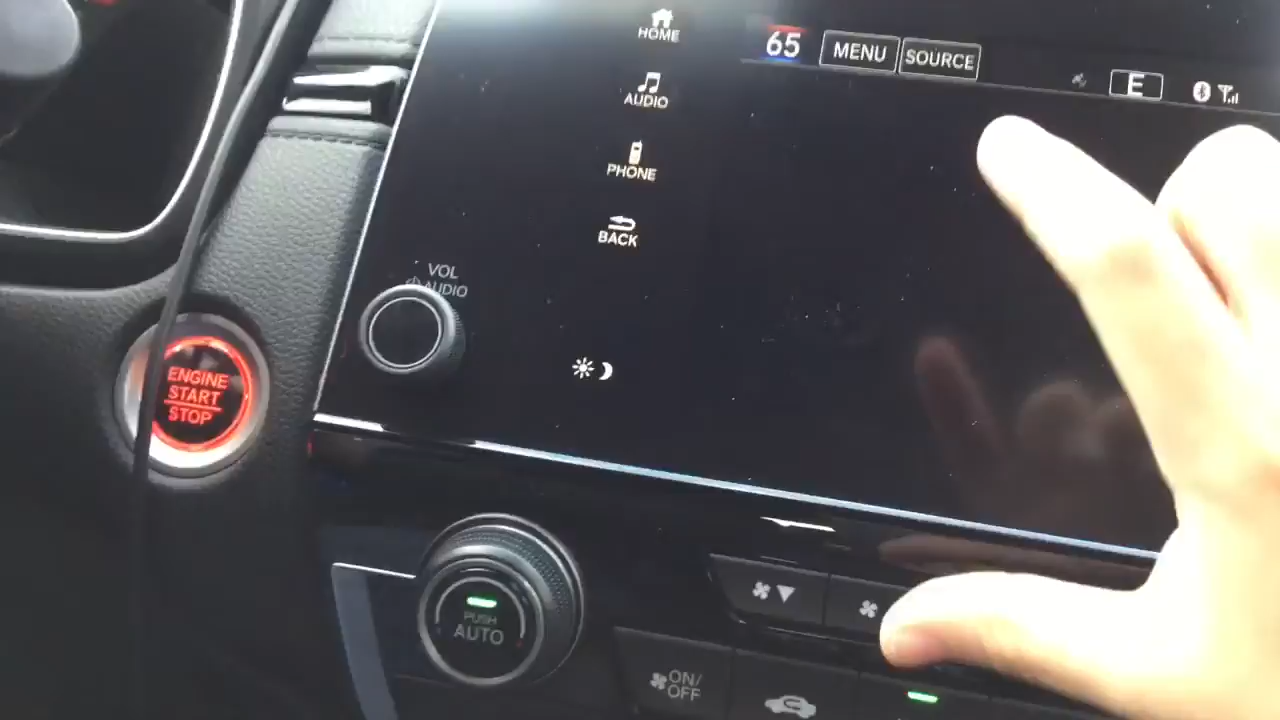 HOME
65
MENU
SOURCE
E
AUDIO
PHONE
BACK
VOL
AUDIO
ENGINE
START
STOP
PUSH
AUTO
ON/
OFF